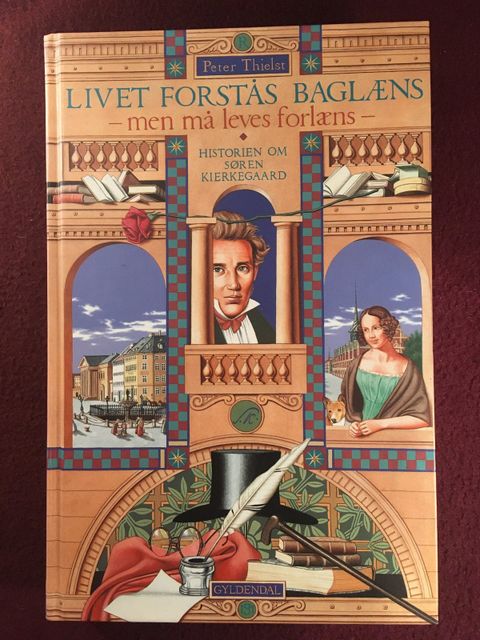 Peter Thielst
LIVET FORSTÅS BAGLÆNS
– men må leves forlæns –
HISTORIEN OM
SØREN
KIERKEGAARD
S.K.
GYLDENDAL